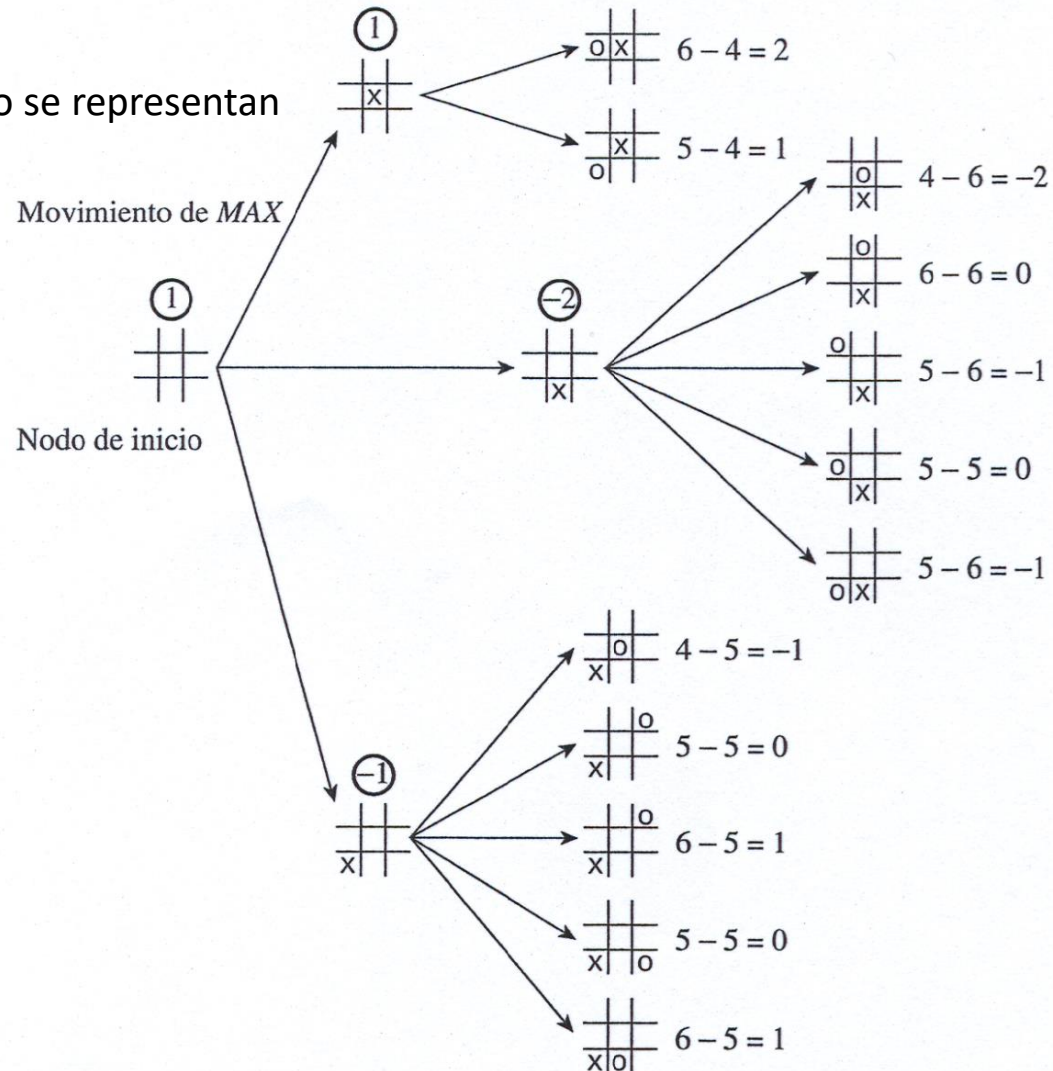 1
o x 6 – 4 = 2
o se representan
x
x 5 – 4 = 1
o
o 4 – 6 = –2
x
Movimiento de MAX
o 6 – 6 = 0
x
1
–2
o 5 – 6 = –1
x
x
Nodo de inicio
o 5 – 5 = 0
x
5 – 6 = –1
o x
o 4 – 5 = –1
x
o
5 – 5 = 0
x
–1
o
6 – 5 = 1
x
x
5 – 5 = 0
x o
6 – 5 = 1
x o